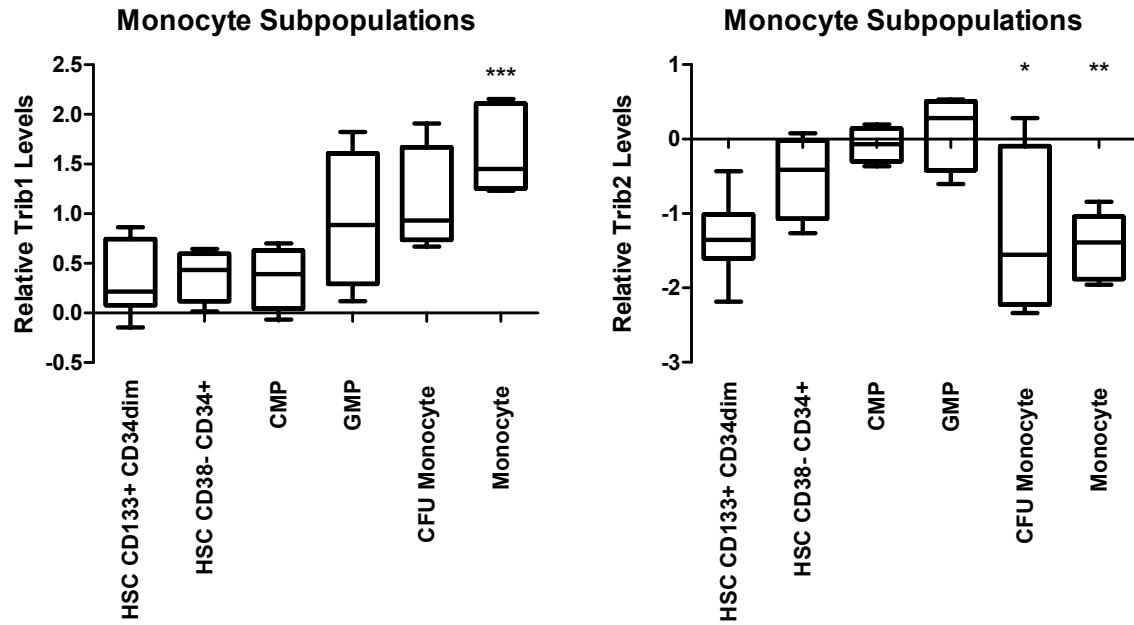 Monocyte Subpopulations
Relative Trib1 Levels
2.5
2.0
1.5
1.0
0.5
0.0
-0.5
***
HSC CD133+ CD34dim
HSC CD38- CD34+
CMP
GMP
CFU Monocyte
Monocyte
Monocyte Subpopulations
Relative Trib2 Levels
1
0
-1
-2
-3
*
**
HSC CD133+ CD34dim
HSC CD38- CD34+
CMP
GMP
CFU Monocyte
Monocyte